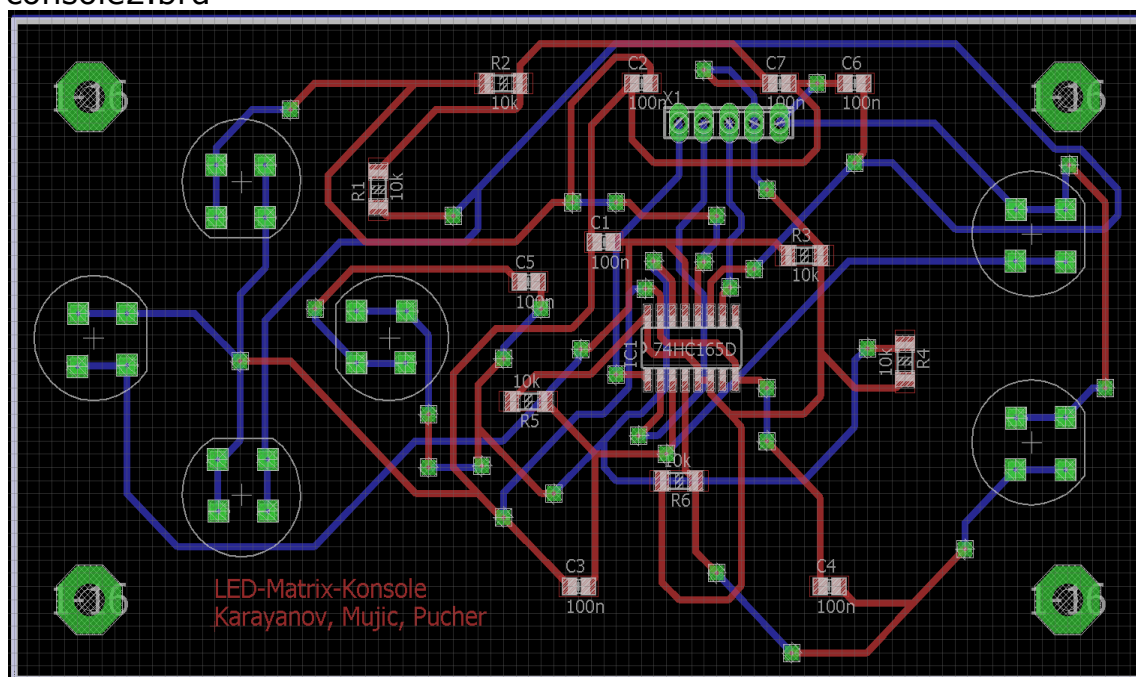 console2.brd
R2
10k
C2
100n
C7
100n
C6
100n
X1
R1
10k
C1
100n
R3
10k
C5
100n
IC1
74HC165D
10k
R4
10k
R5
10k
R6
C3
100n
C4
100n
LED-Matrix-Konsole
Karayanov, Mujic, Pucher